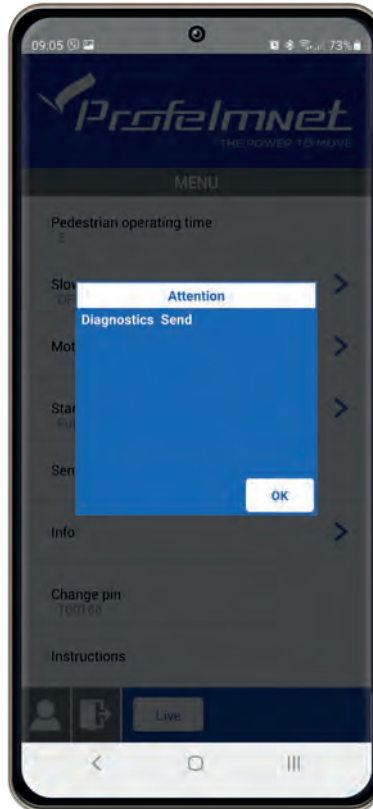 09:05 73%
Profelmnet
THE POWER TO MOVE
MENU
Pedestrian operating time
Attention
Diagnostics Send
OK
Info
Change pin
100168
Instructions
Live